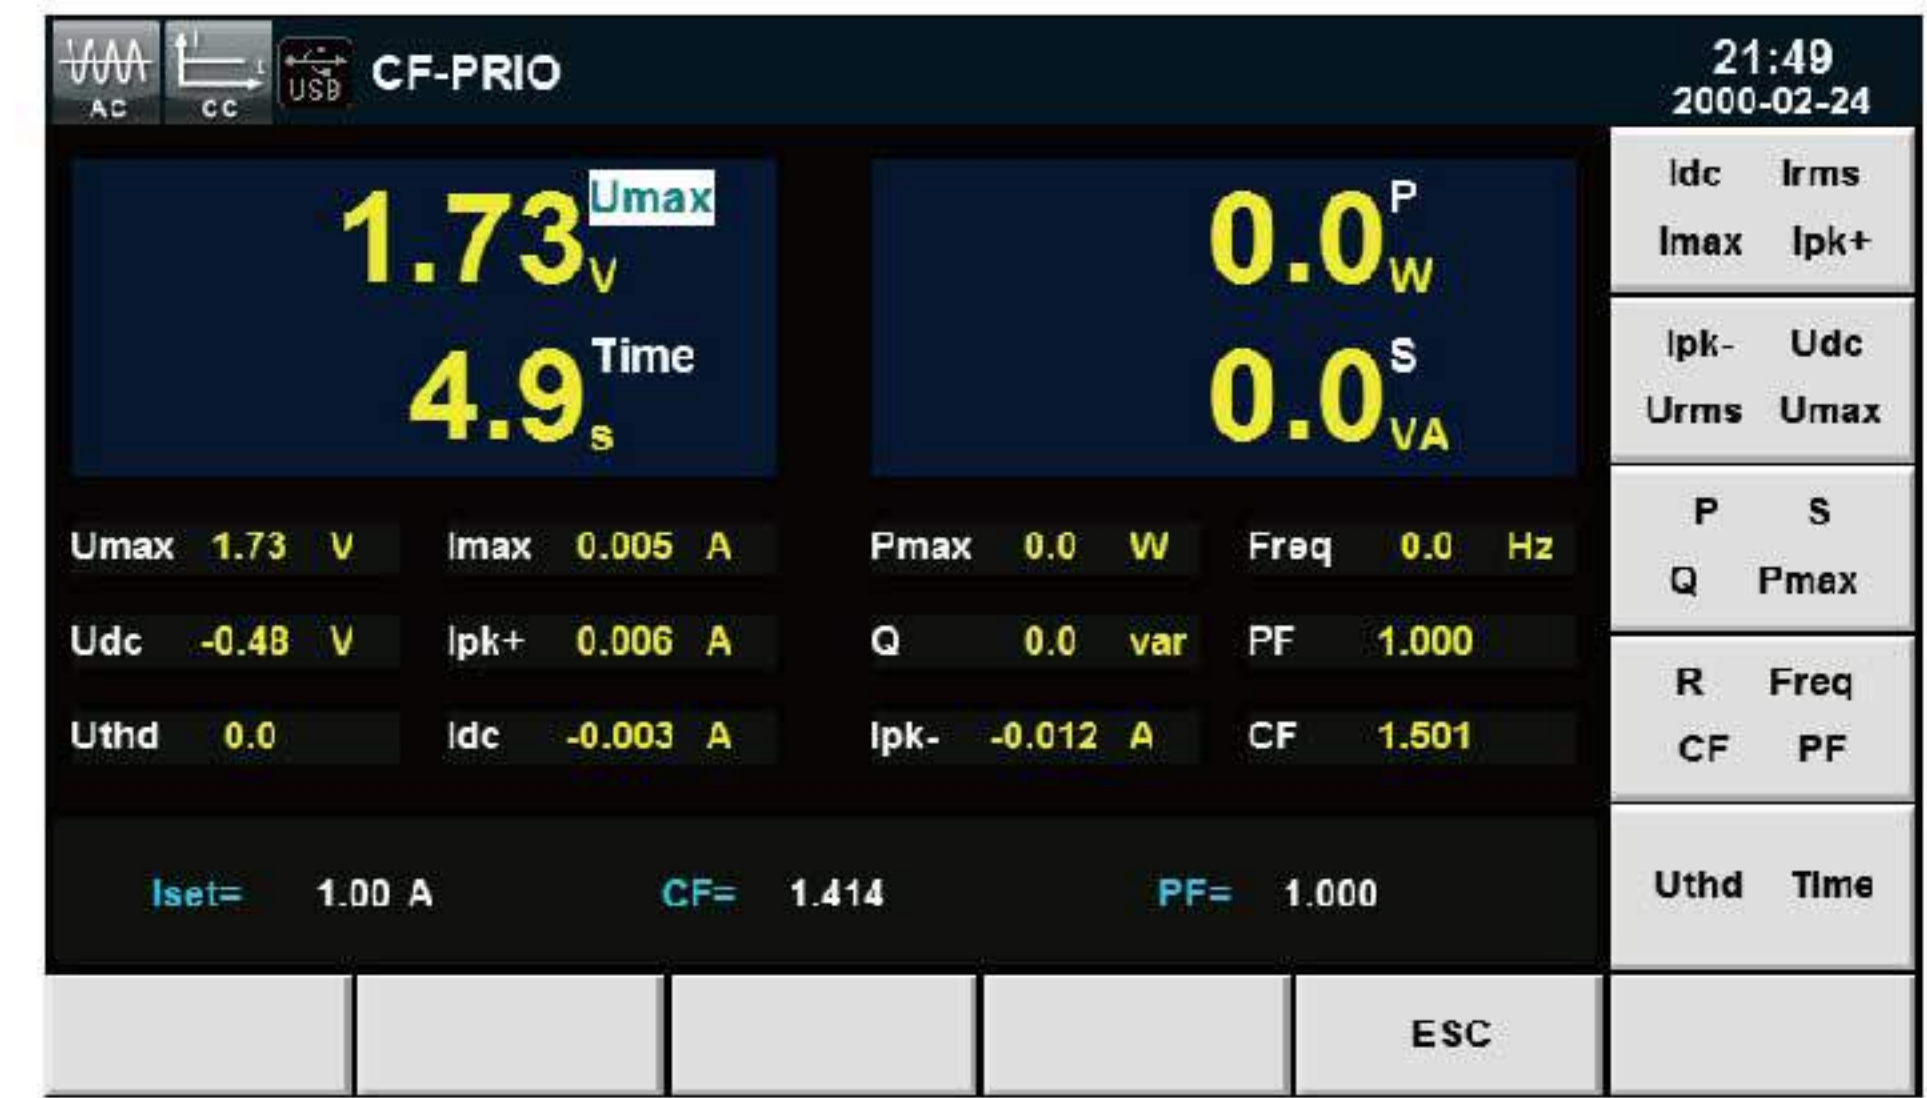 AC CC USB CF-PRIO 21:49
2000-02-24
1.73 Umax V 0.0 P W
4.9 Time s 0.0 S VA
Umax 1.73 V Imax 0.005 A Pmax 0.0 W Freq 0.0 Hz
Udc -0.48 V Ipk+ 0.006 A Q 0.0 var PF 1.000
Uthd 0.0 Idc -0.003 A Ipk- -0.012 A CF 1.501
Iset= 1.00 A CF= 1.414 PF= 1.000
Idc Irms
Imax Ipk+
Ipk- Udc
Urms Umax
P S
Q Pmax
R Freq
CF PF
Uthd Time
ESC